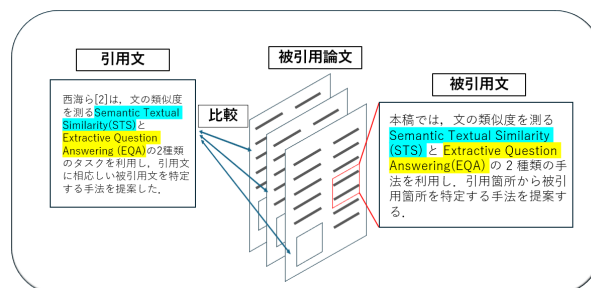 引用文
被引用論文
被引用文
西海ら[2]は，文の類似度
を測るSemantic Textual
Similarity(STS)と
Extractive Question
Answering (EQA)の2種類
のタスクを利用し，引用文
に相応しい被引用文を特定
する手法を提案した．
比較
本稿では，文の類似度を測る
Semantic Textual Similarity
(STS) と Extractive Question
Answering(EQA) の 2 種類の手
法を利用し，引用箇所から被引
用箇所を特定する手法を提案す
る．